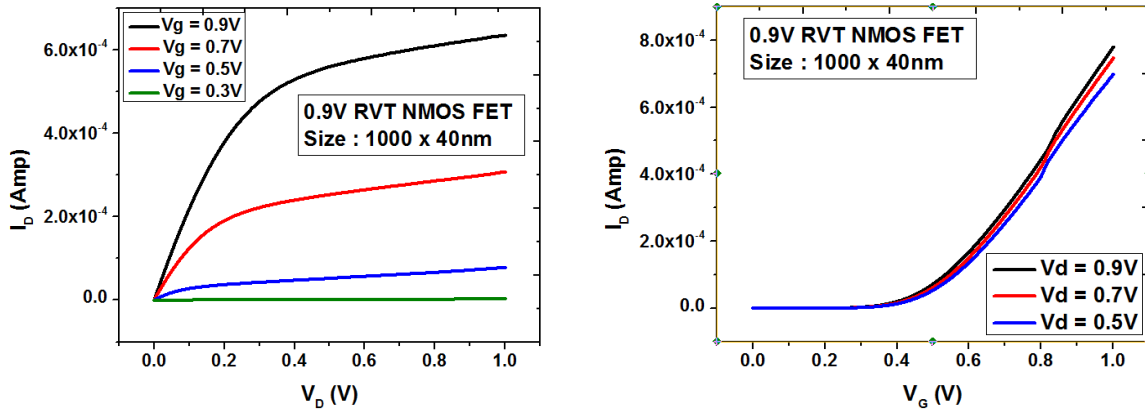 Vg = 0.9V
Vg = 0.7V
Vg = 0.5V
Vg = 0.3V
0.9V RVT NMOS FET
Size : 1000 x 40nm
6.0x10⁻⁴
4.0x10⁻⁴
2.0x10⁻⁴
0.0
I_D (Amp)
0.0 0.2 0.4 0.6 0.8 1.0
V_D (V)
0.9V RVT NMOS FET
Size : 1000 x 40nm
8.0x10⁻⁴
6.0x10⁻⁴
4.0x10⁻⁴
2.0x10⁻⁴
0.0
I_D (Amp)
Vd = 0.9V
Vd = 0.7V
Vd = 0.5V
0.0 0.2 0.4 0.6 0.8 1.0
V_G (V)